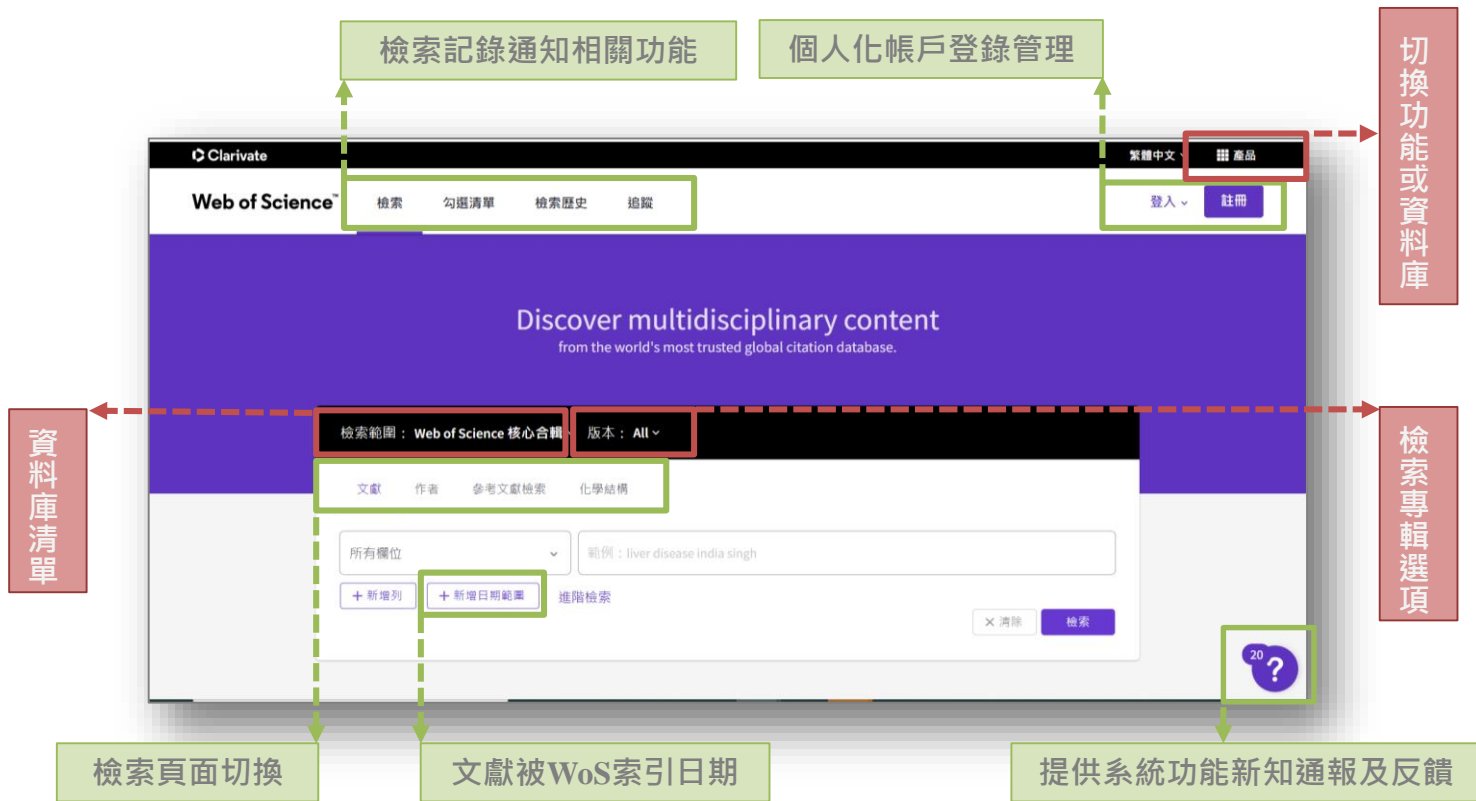 檢索記錄通知相關功能
個人化帳戶登錄管理
切換功能或資料庫
Clarivate
繁體中文
產品
Web of Science™
檢索
勾選清單
檢索歷史
追蹤
登入
註冊
Discover multidisciplinary content
from the world's most trusted global citation database.
資料庫清單
檢索範圍： Web of Science 核心合輯
版本： All
檢索專輯選項
文獻
作者
參考文獻檢索
化學結構
所有欄位
範例：liver disease india singh
+ 新增列
+ 新增日期範圍
進階檢索
× 清除
檢索
20
?
檢索頁面切換
文獻被WoS索引日期
提供系統功能新知通報及反饋